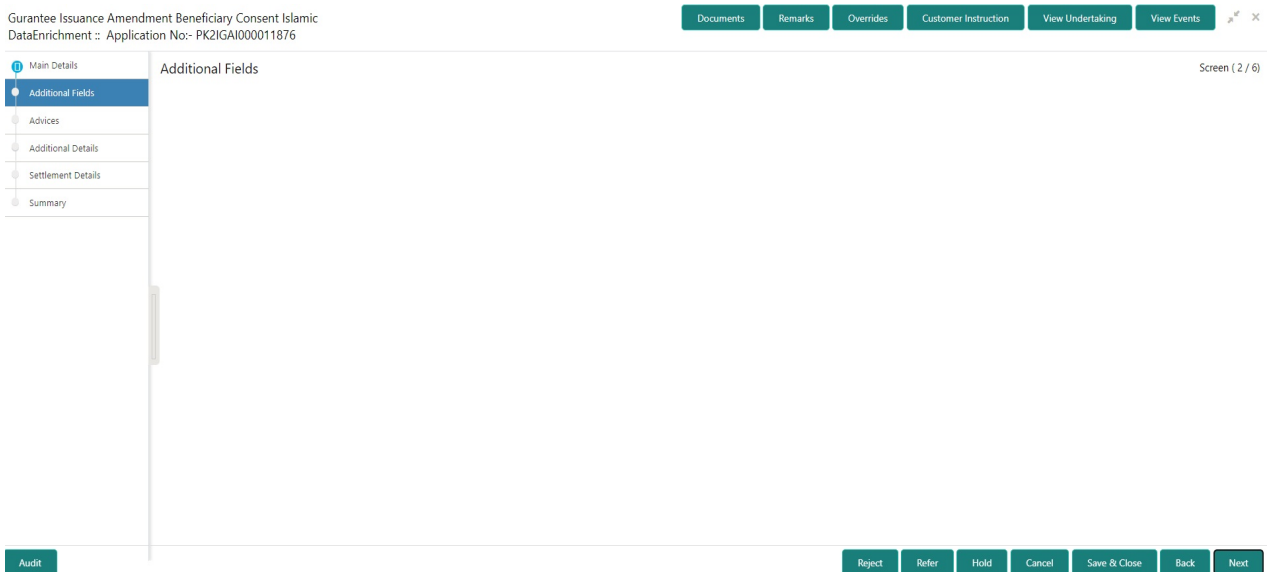 Gurantee Issuance Amendment Beneficiary Consent Islamic
DataEnrichment :: Application No:- PK2IGAI000011876
Documents
Remarks
Overrides
Customer Instruction
View Undertaking
View Events
Main Details
Additional Fields
Advices
Additional Details
Settlement Details
Summary
Additional Fields
Screen ( 2 / 6)
Audit
Reject
Refer
Hold
Cancel
Save & Close
Back
Next